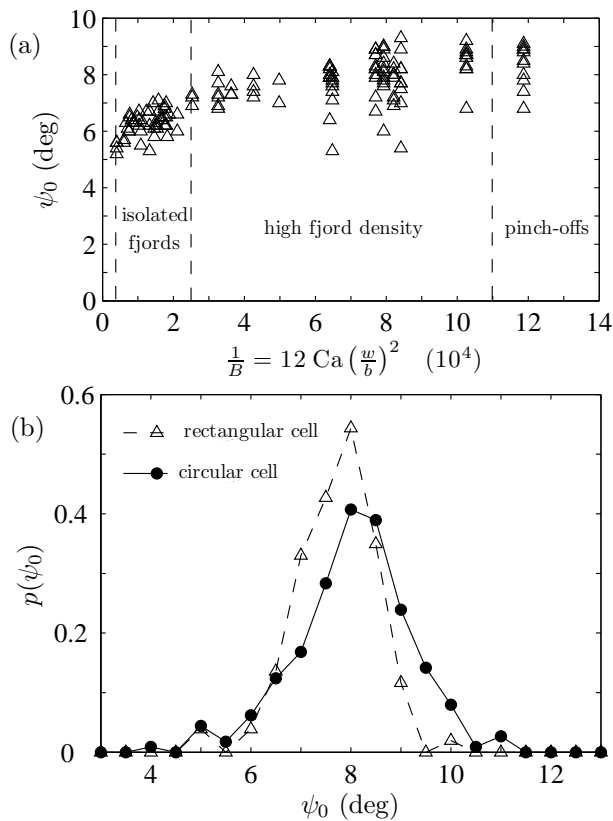 (a)
10
8
6
4
2
0
ψ₀ (deg)
isolated
fjords
high fjord density
pinch-offs
0 2 4 6 8 10 12 14
1/B = 12 Ca (w/b)² (10⁴)
(b)
0.6
0.4
0.2
0
p(ψ₀)
rectangular cell
circular cell
4 6 8 10 12
ψ₀ (deg)